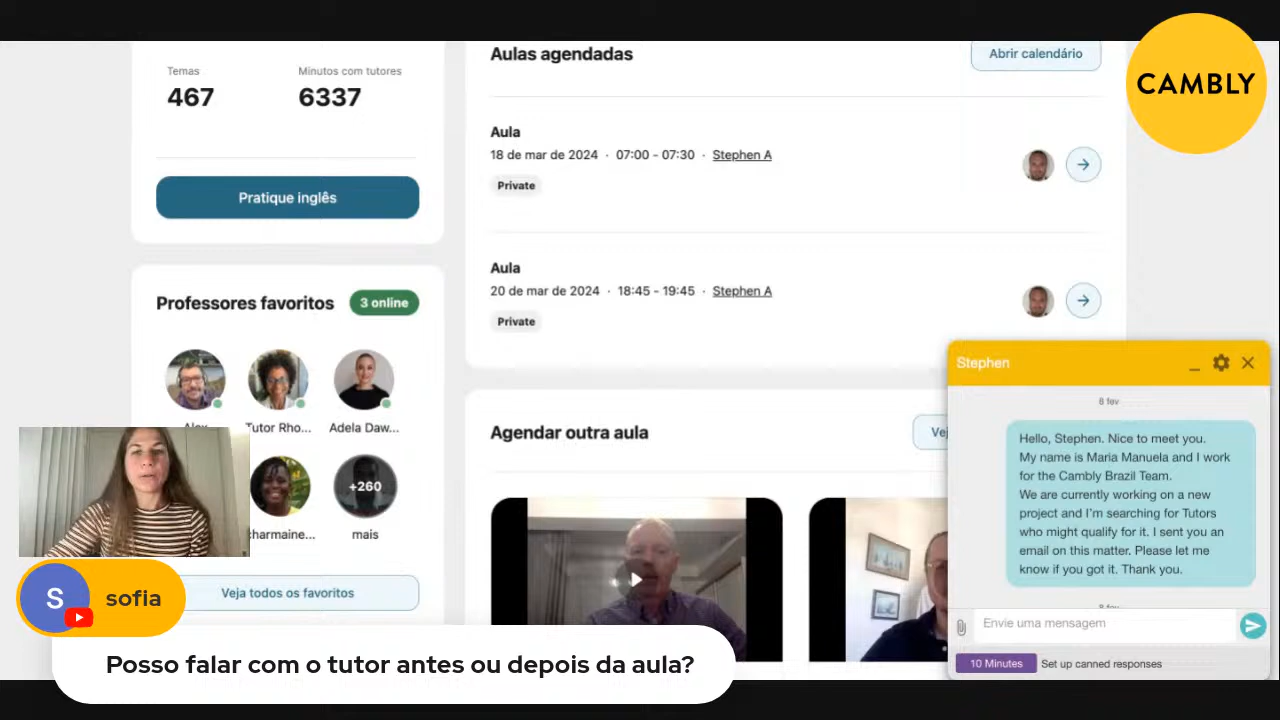 CAMBLY
Temas
Minutos com tutores
467
6337
Pratique inglês
Aulas agendadas
Abrir calendário
Aula
18 de mar de 2024 · 07:00 - 07:30 · Stephen A
Private
Aula
20 de mar de 2024 · 18:45 - 19:45 · Stephen A
Private
Professores favoritos
3 online
Tutor Rho...
Adela Daw...
+260
mais
Veja todos os favoritos
Agendar outra aula
Stephen
8 fev
Hello, Stephen. Nice to meet you.
My name is Maria Manuela and I work
for the Cambly Brazil Team.
We are currently working on a new
project and I'm searching for Tutors
who might qualify for it. I sent you an
email on this matter. Please let me
know if you got it. Thank you.
Envie uma mensagem
10 Minutes
Set up canned responses
S
sofia
Posso falar com o tutor antes ou depois da aula?